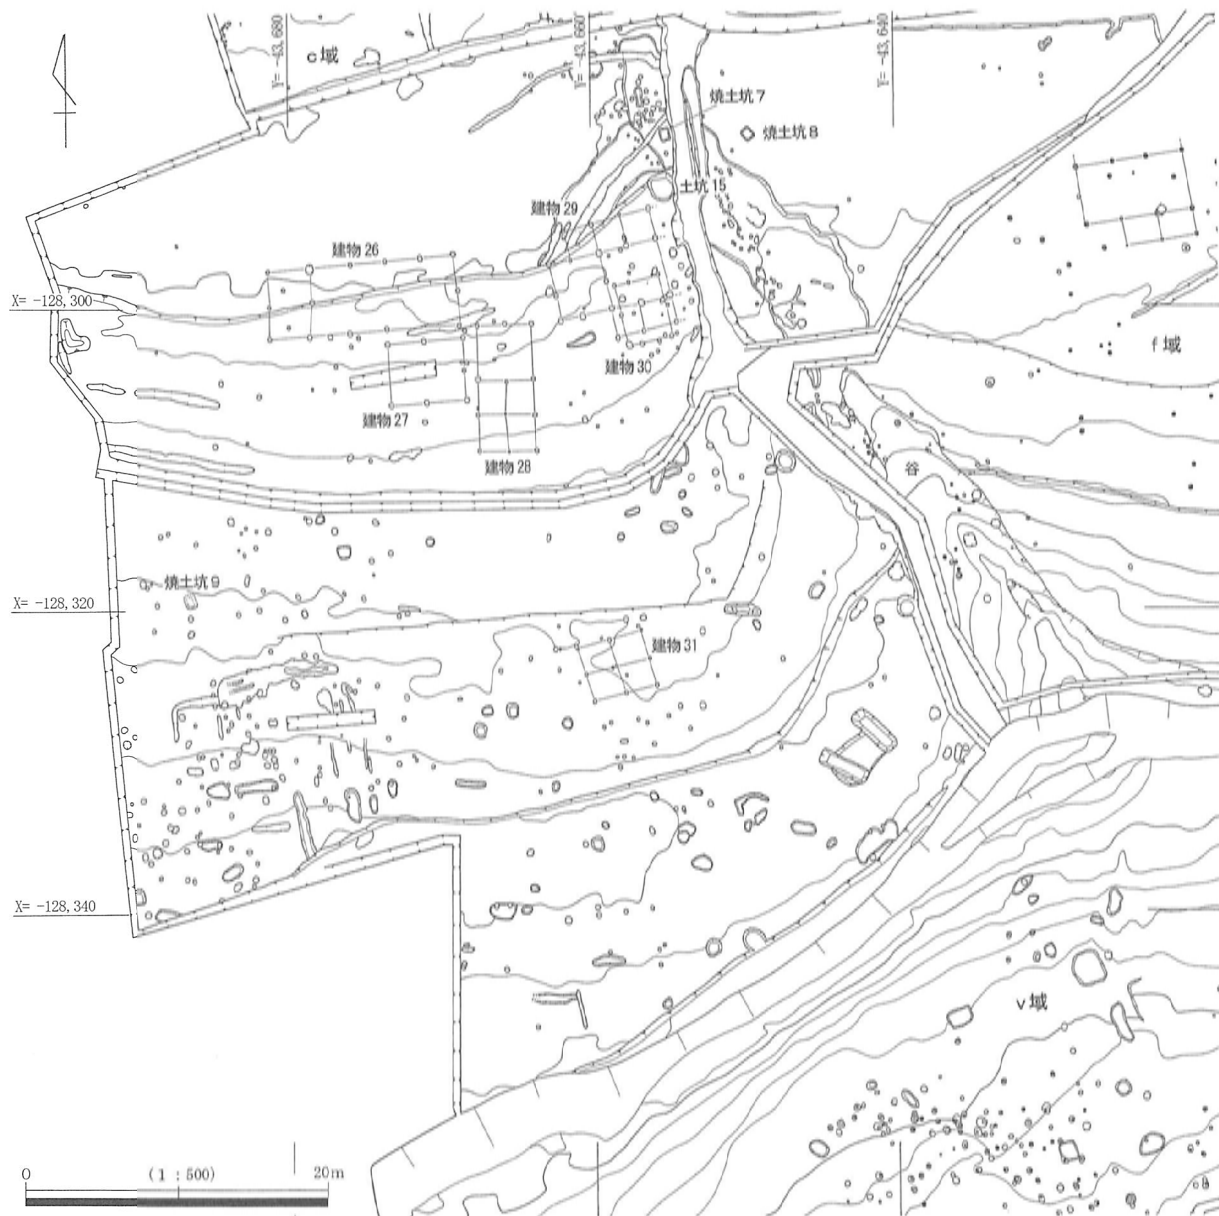 Y= -43,680
Y= -43,660
Y= -43,640
c域
焼土坑7
焼土坑8
土坑15
建物29
建物26
X= -128,300
f域
建物30
建物27
建物28
谷
焼土坑9
X= -128,320
建物31
X= -128,340
v域
0 (1:500) 20m